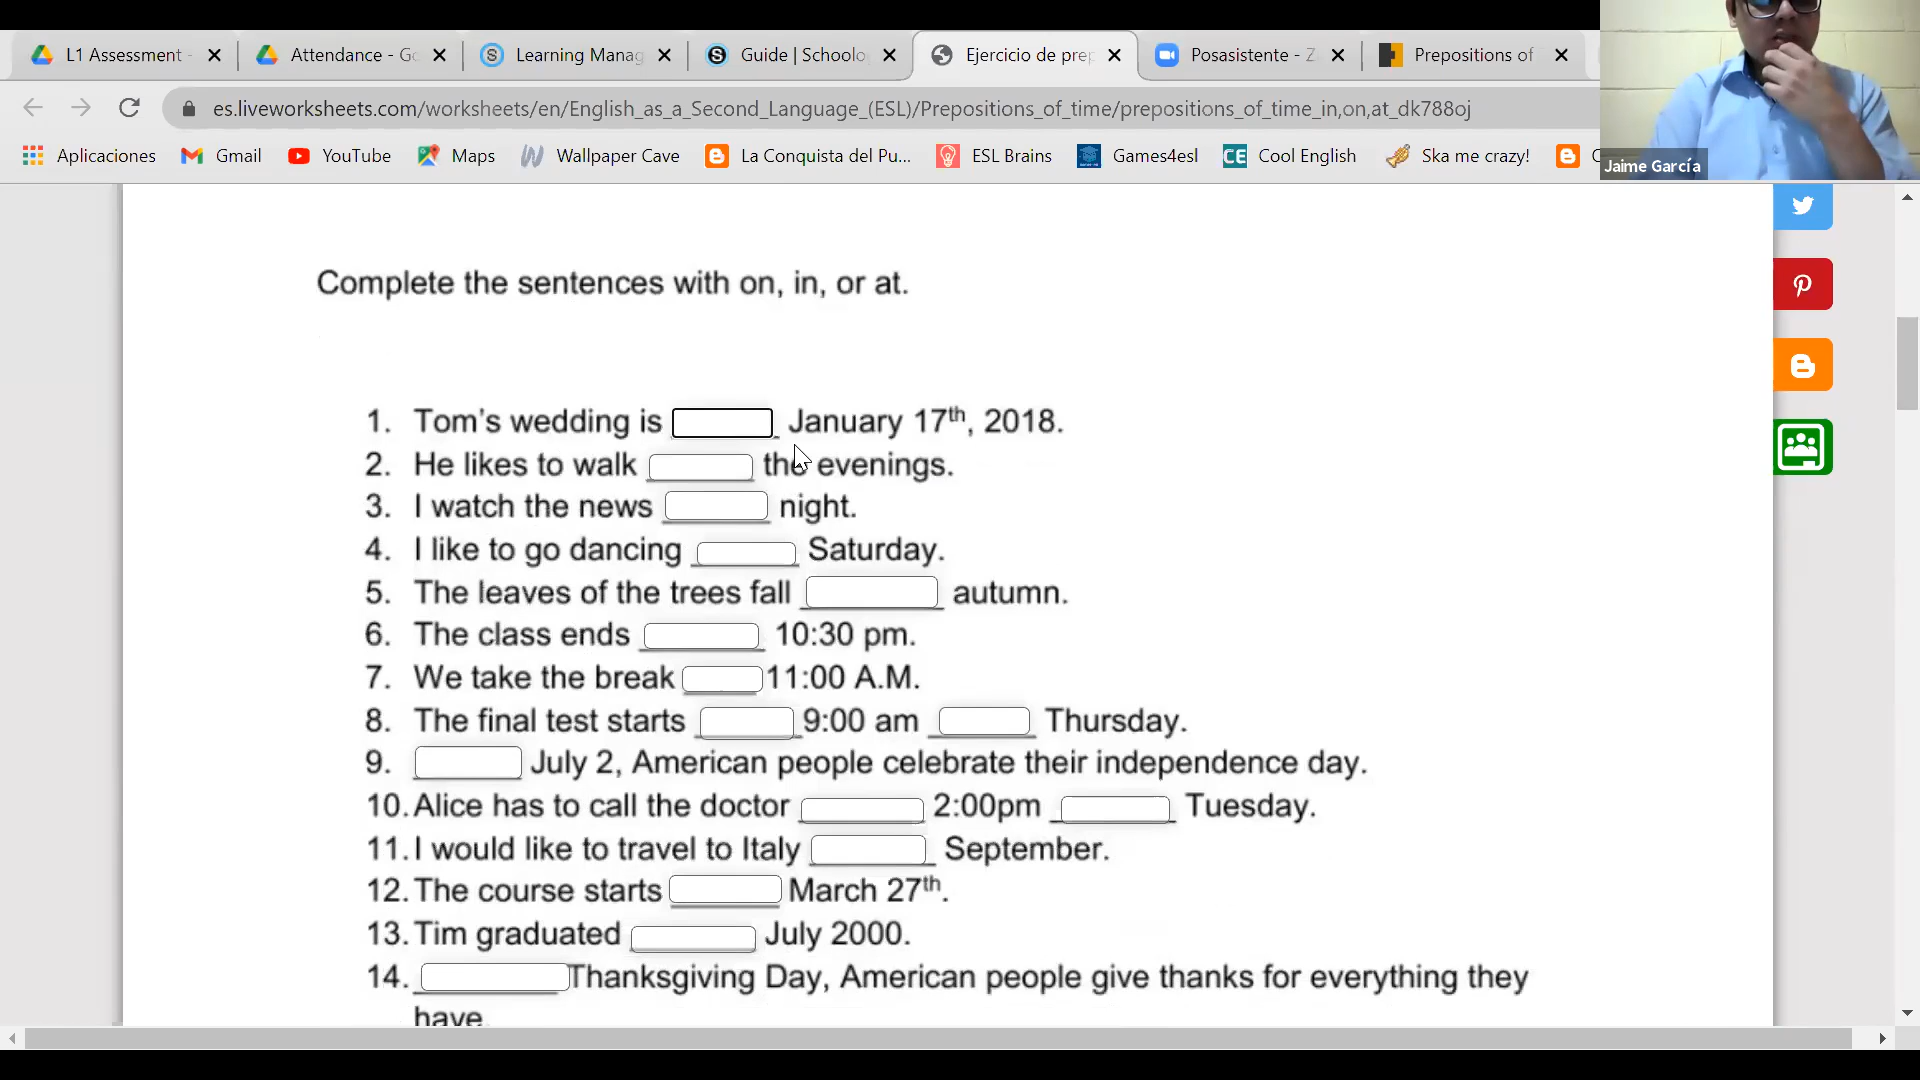 L1 Assessment -
Attendance - Go
Learning Manag
Guide | Schoolo
Ejercicio de prep
Posasistente - Z
Prepositions of
es.liveworksheets.com/worksheets/en/English_as_a_Second_Language_(ESL)/Prepositions_of_time/prepositions_of_time_in,on,at_dk788oj
Aplicaciones
Gmail
YouTube
Maps
Wallpaper Cave
La Conquista del Pu...
ESL Brains
Games4esl
Cool English
Ska me crazy!
Jaime García
Complete the sentences with on, in, or at.
1. Tom's wedding is January 17th, 2018.
2. He likes to walk the evenings.
3. I watch the news night.
4. I like to go dancing Saturday.
5. The leaves of the trees fall autumn.
6. The class ends 10:30 pm.
7. We take the break 11:00 A.M.
8. The final test starts 9:00 am Thursday.
9. July 2, American people celebrate their independence day.
10. Alice has to call the doctor 2:00pm Tuesday.
11. I would like to travel to Italy September.
12. The course starts March 27th.
13. Tim graduated July 2000.
14. Thanksgiving Day, American people give thanks for everything they
have.